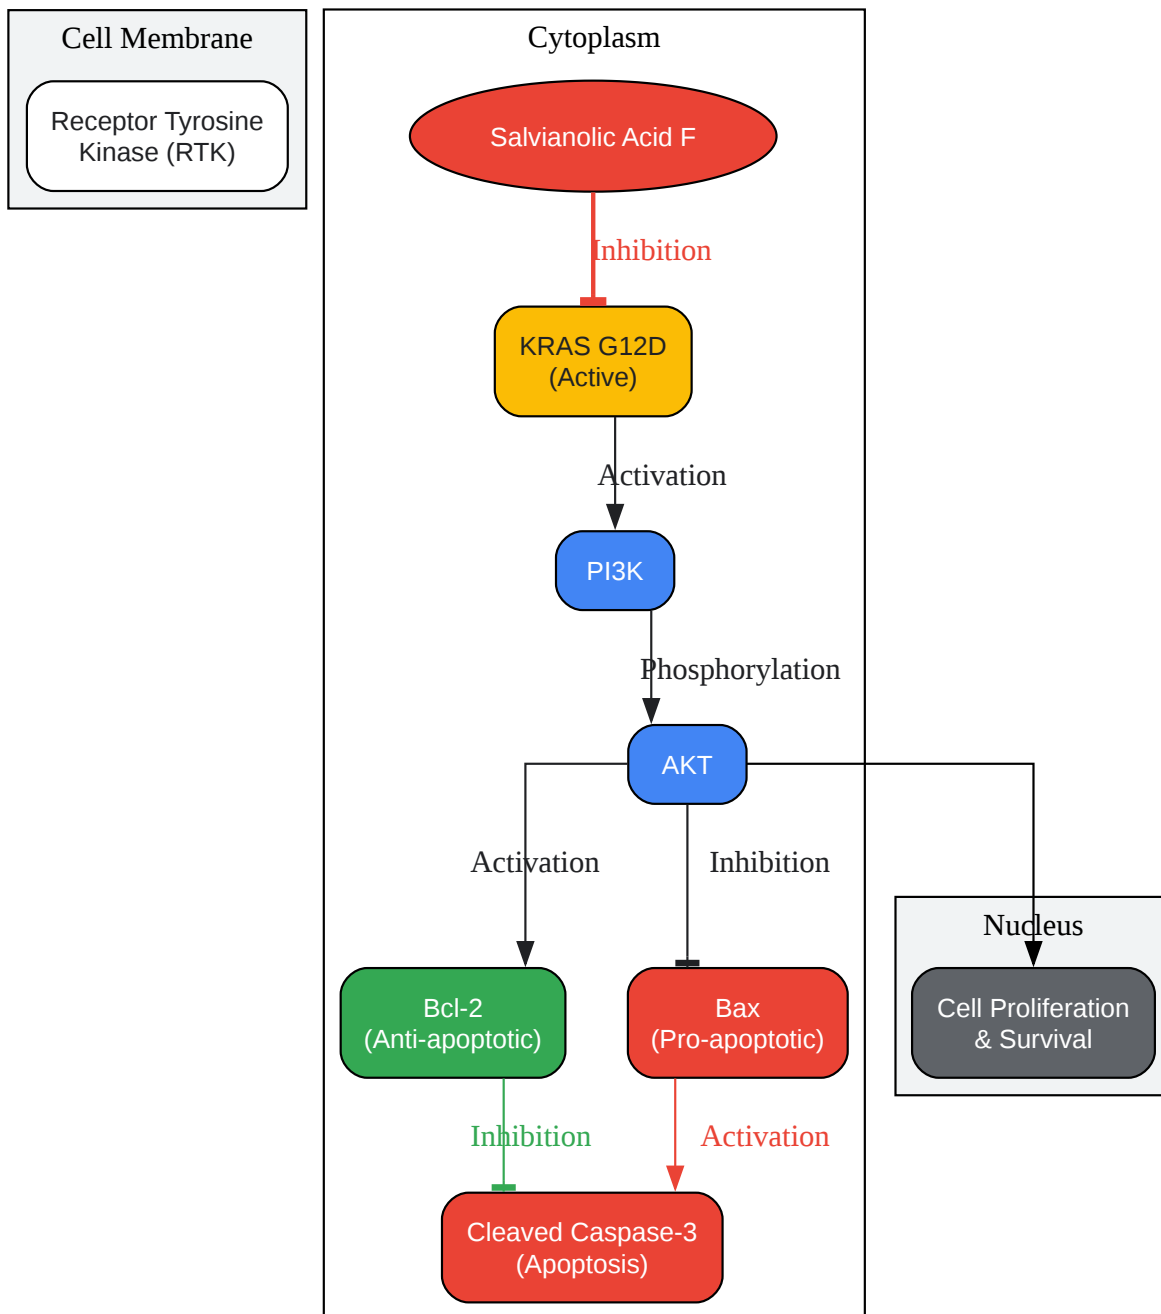 Cell Membrane
Receptor Tyrosine
Kinase (RTK)
Cytoplasm
Salvianolic Acid F
Inhibition
KRAS G12D
(Active)
Activation
PI3K
Phosphorylation
AKT
Activation
Inhibition
Nucleus
Bcl-2
(Anti-apoptotic)
Bax
(Pro-apoptotic)
Cell Proliferation
& Survival
Inhibition
Activation
Cleaved Caspase-3
(Apoptosis)